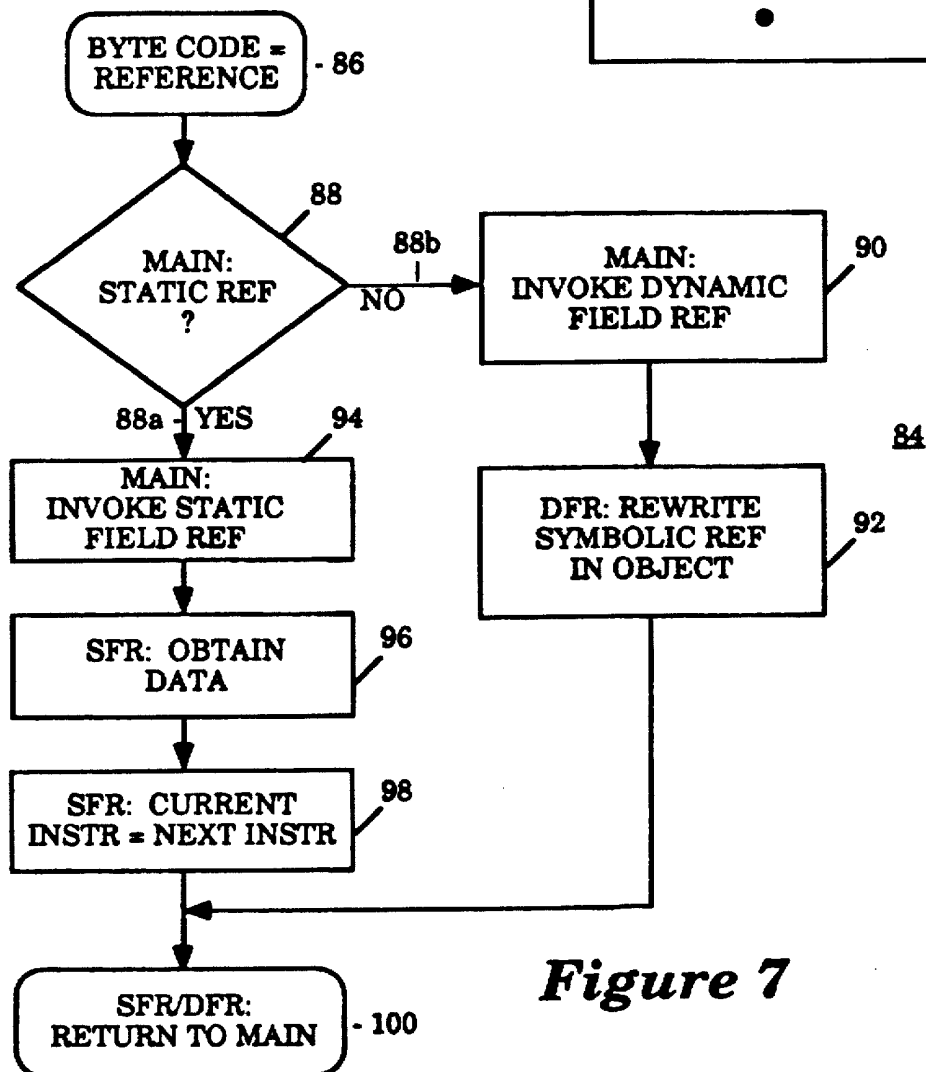 BYTE CODE =
REFERENCE
- 86
88
MAIN:
STATIC REF
?
88b
NO
MAIN:
INVOKE DYNAMIC
FIELD REF
90
88a - YES
94
MAIN:
INVOKE STATIC
FIELD REF
84
DFR: REWRITE
SYMBOLIC REF
IN OBJECT
92
SFR: OBTAIN
DATA
96
SFR: CURRENT
INSTR = NEXT INSTR
98
SFR/DFR:
RETURN TO MAIN
- 100
Figure 7